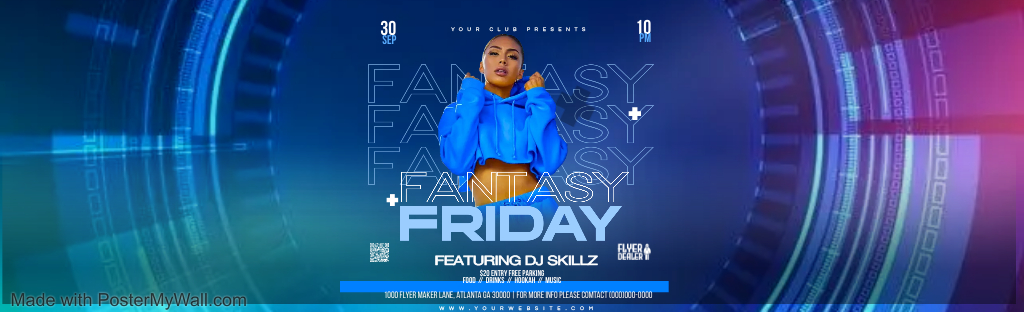 30
SEP
YOUR CLUB PRESENTS
10
PM
FANTASY
FANTASY
FANTASY
FANTASY
FRIDAY
FLYER
DEALER
FEATURING DJ SKILLZ
$20 ENTRY FREE PARKING
FOOD // DRINKS // HOOKAH // MUSIC
1000 FLYER MAKER LANE, ATLANTA GA 30000 | FOR MORE INFO PLEASE COMTACT (000)000-0000
WWW.YOURWEBSITE.COM
Made with PosterMyWall.com